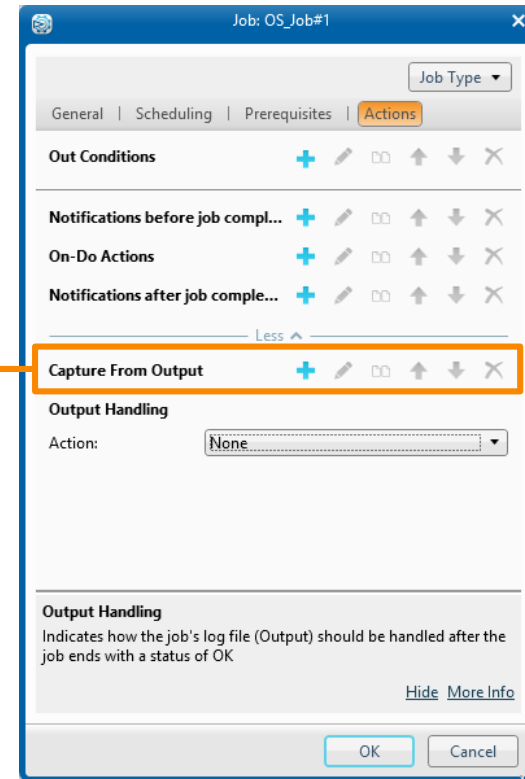 Job: OS_Job#1
Job Type
General | Scheduling | Prerequisites | Actions
Out Conditions
Notifications before job compl...
On-Do Actions
Notifications after job comple...
Less
Capture From Output
Output Handling
Action: None
Output Handling
Indicates how the job's log file (Output) should be handled after the
job ends with a status of OK
Hide More Info
OK Cancel